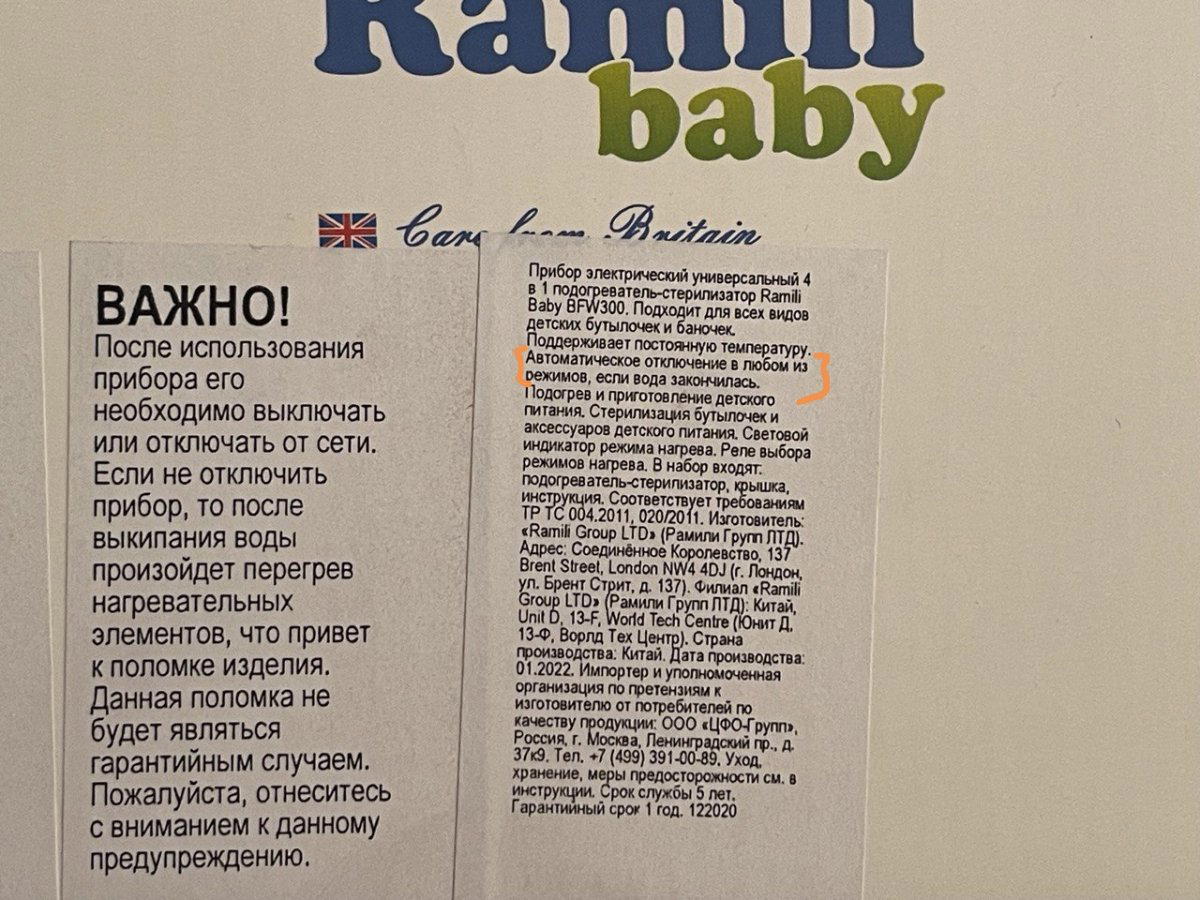 Ramili
baby
Care from Britain
ВАЖНО!
После использования
прибора его
необходимо выключать
или отключать от сети.
Если не отключить
прибор, то после
выкипания воды
произойдет перегрев
нагревательных
элементов, что привет
к поломке изделия.
Данная поломка не
будет являться
гарантийным случаем.
Пожалуйста, отнеситесь
с вниманием к данному
предупреждению.
Прибор электрический универсальный 4
в 1 подогреватель-стерилизатор Ramili
Baby BFW300. Подходит для всех видов
детских бутылочек и баночек.
Поддерживает постоянную температуру.
Автоматическое отключение в любом из
режимов, если вода закончилась.
Подогрев и приготовление детского
питания. Стерилизация бутылочек и
аксессуаров детского питания. Световой
индикатор режима нагрева. Реле выбора
режимов нагрева. В набор входят:
подогреватель-стерилизатор, крышка,
инструкция. Соответствует требованиям
ТР ТС 004.2011, 020/2011. Изготовитель:
«Ramili Group LTD» (Рамили Групп ЛТД).
Адрес: Соединённое Королевство, 137
Brent Street, London NW4 4DJ (г. Лондон,
ул. Брент Стрит, д. 137). Филиал «Ramili
Group LTD» (Рамили Групп ЛТД): Китай,
Unit D, 13-F, World Tech Centre (Юнит Д,
13-Ф, Ворлд Тех Центр). Страна
производства: Китай. Дата производства:
01.2022. Импортер и уполномоченная
организация по претензиям к
изготовителю от потребителей по
качеству продукции: ООО «ЦФО-Групп»,
Россия, г. Москва, Ленинградский пр., д.
37к9. Тел. +7 (499) 391-00-89. Уход,
хранение, меры предосторожности см. в
инструкции. Срок службы 5 лет.
Гарантийный срок 1 год. 122020